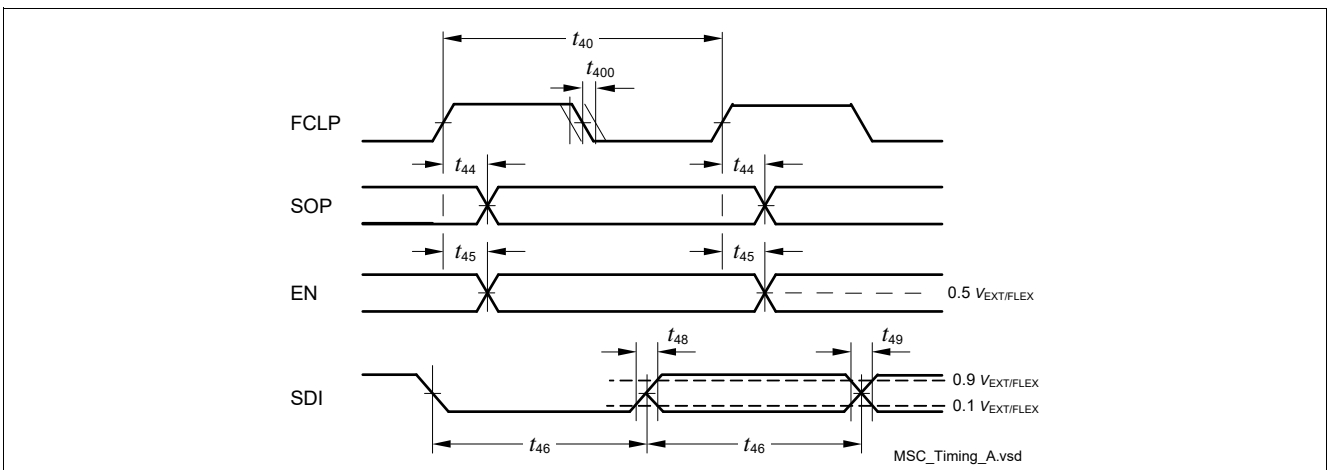 t40
t400
FCLP
t44 t44
SOP
t45 t45
EN 0.5 VEXT/FLEX
t48 t49
0.9 VEXT/FLEX
SDI
0.1 VEXT/FLEX
t46 t46
MSC_Timing_A.vsd